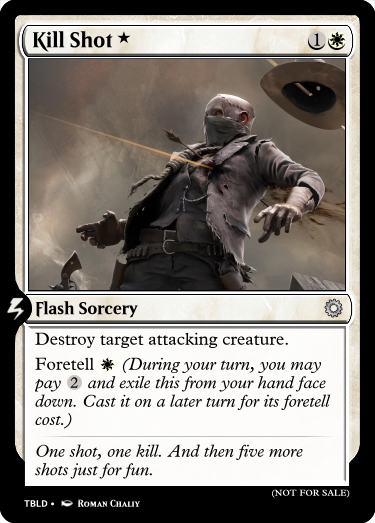 Kill Shot ★ 1
Flash Sorcery
Destroy target attacking creature.
Foretell (During your turn, you may
pay 2 and exile this from your hand face
down. Cast it on a later turn for its foretell
cost.)
One shot, one kill. And then five more
shots just for fun.
(NOT FOR SALE)
TBLD • ROMAN CHALIY